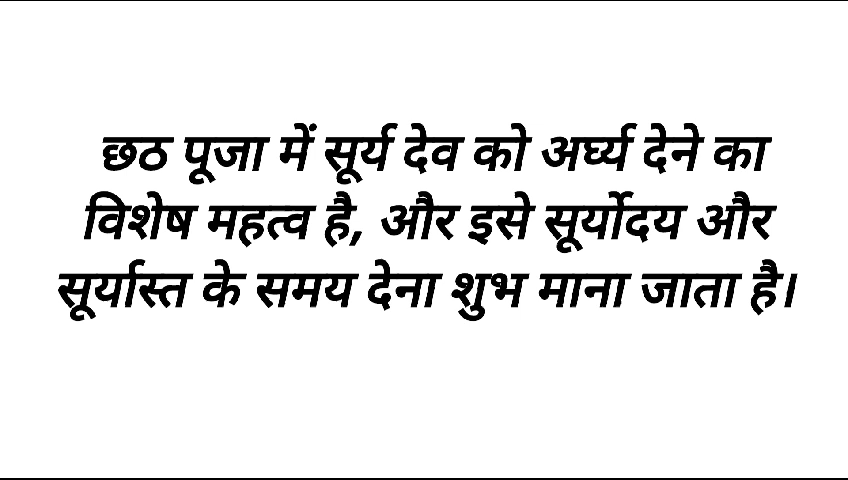 छठ पूजा में सूर्य देव को अर्घ्य देने का
विशेष महत्व है, और इसे सूर्योदय और
सूर्यास्त के समय देना शुभ माना जाता है।